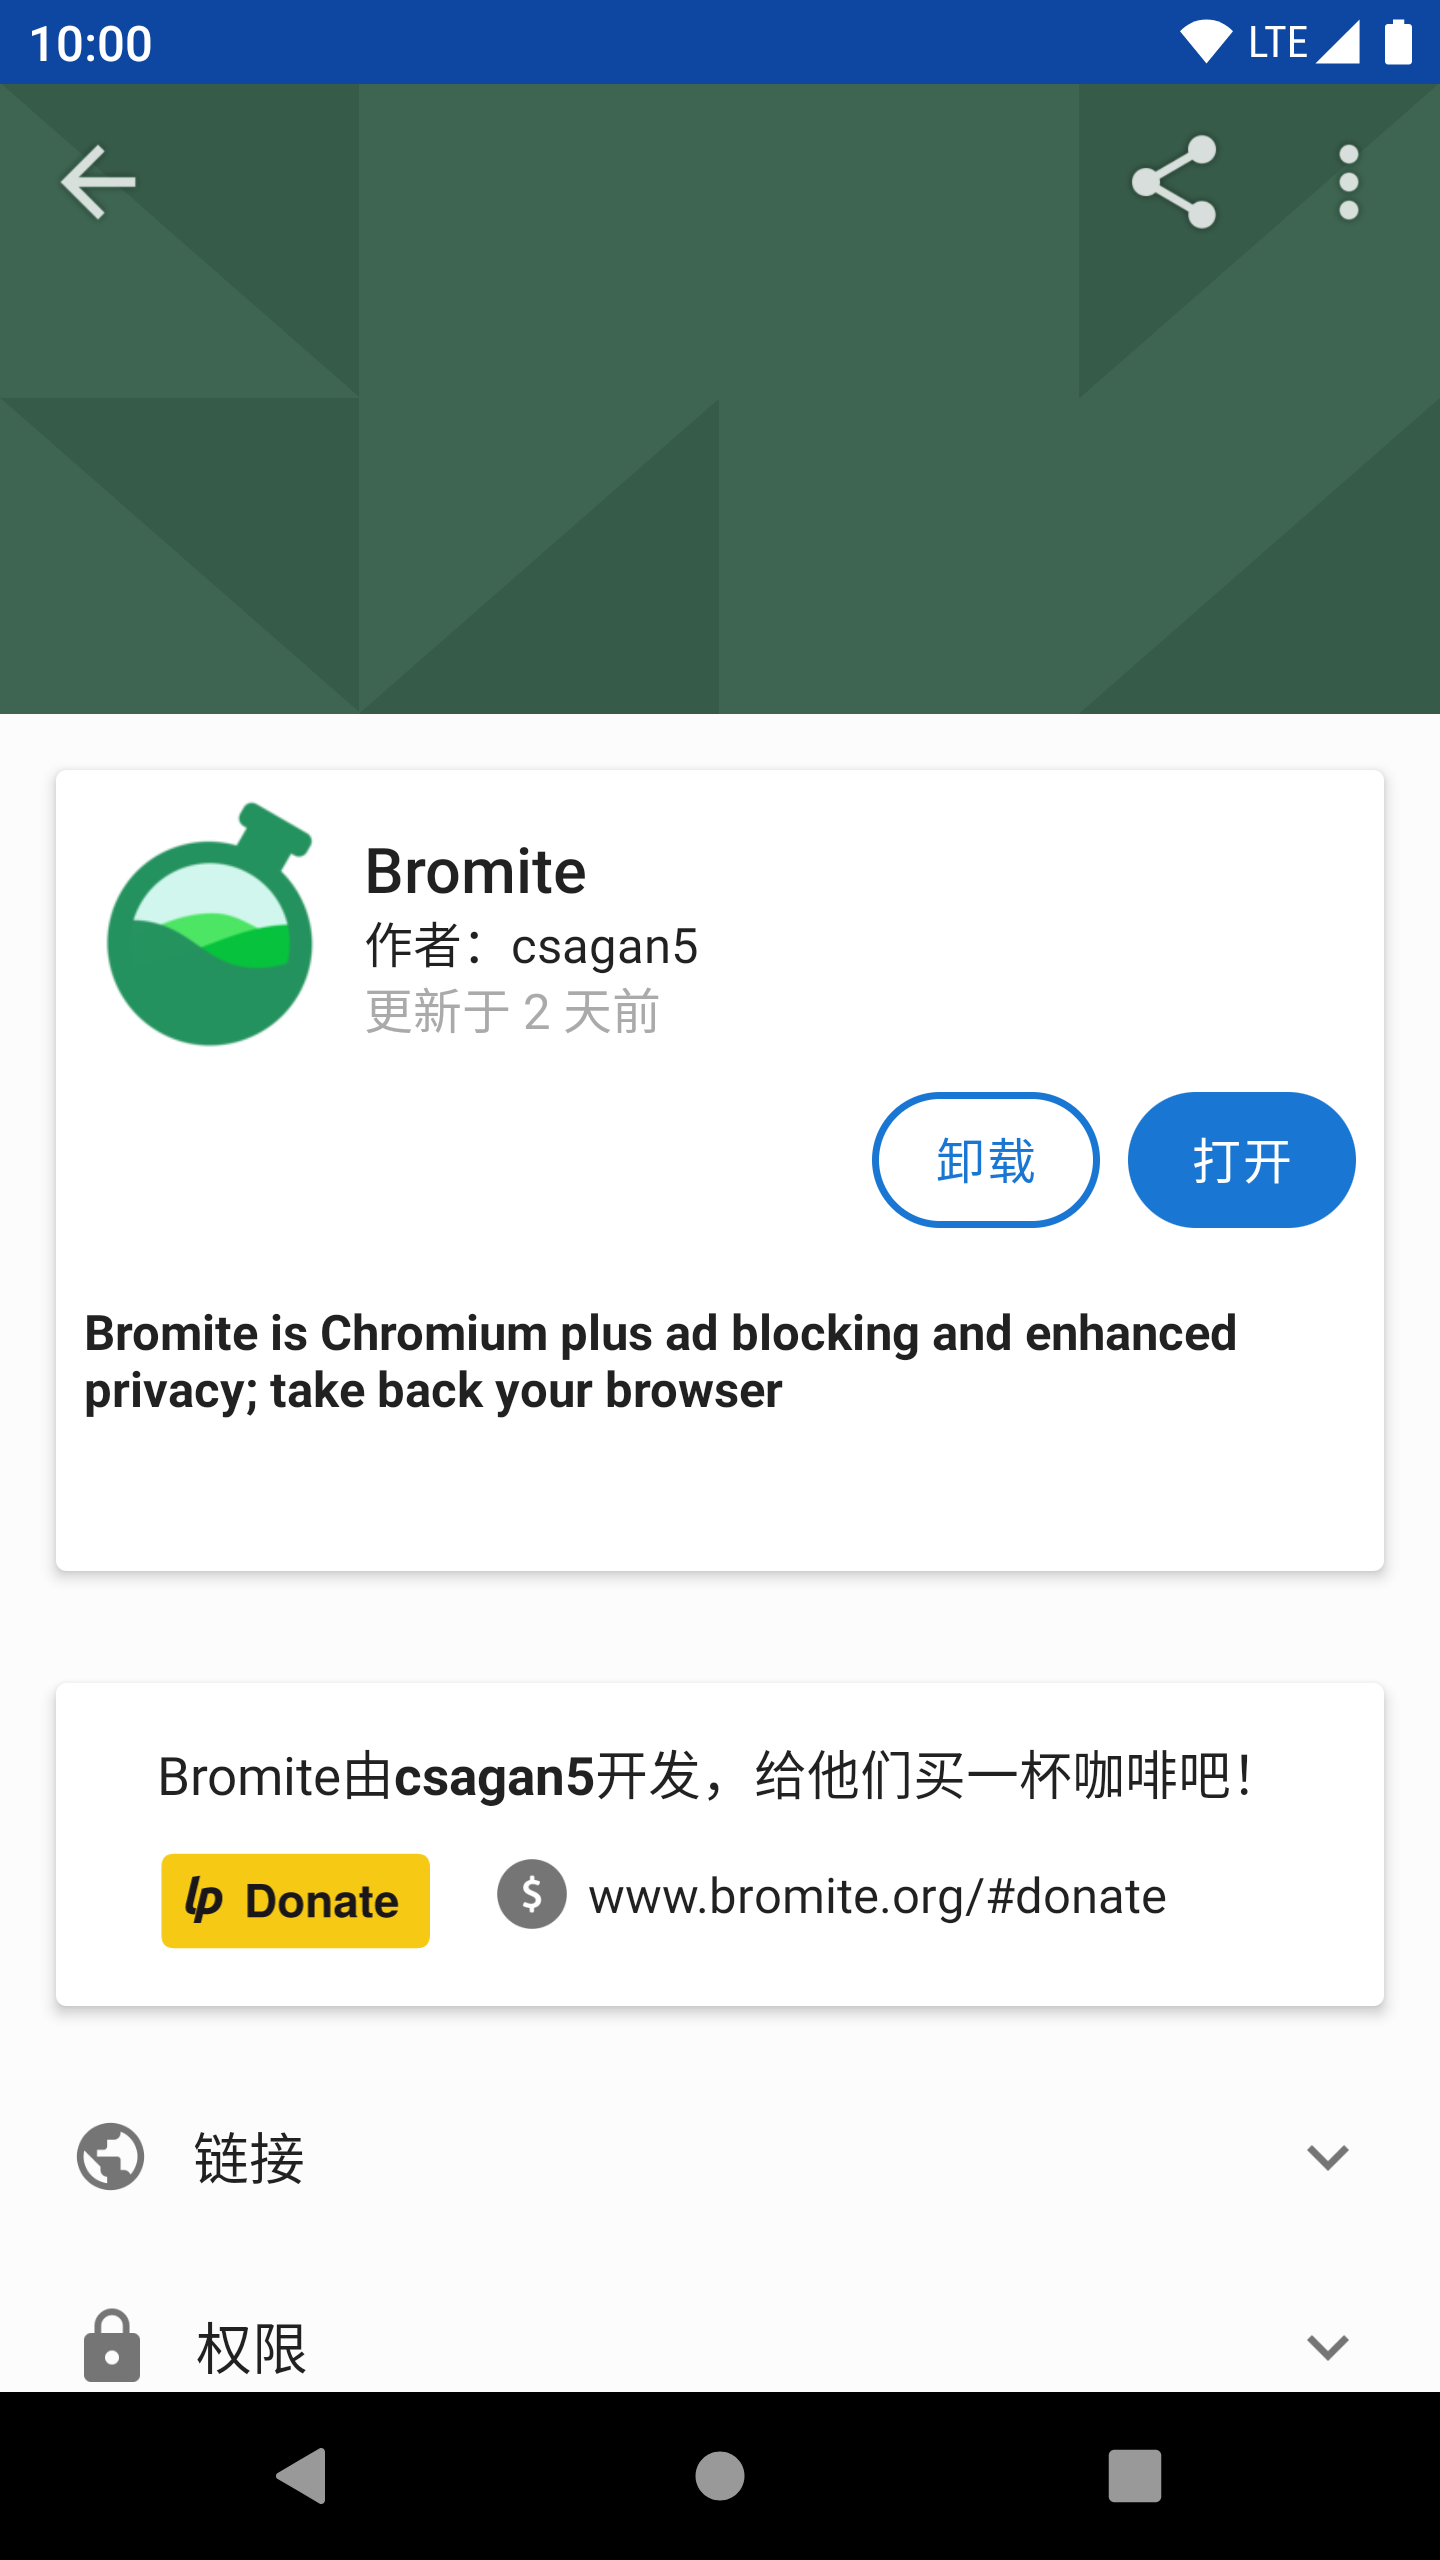 10:00
LTE
Bromite
作者：csagan5
更新于 2 天前
卸载
打开
Bromite is Chromium plus ad blocking and enhanced
privacy; take back your browser
Bromite由csagan5开发，给他们买一杯咖啡吧！
lp Donate
$ www.bromite.org/#donate
链接
权限